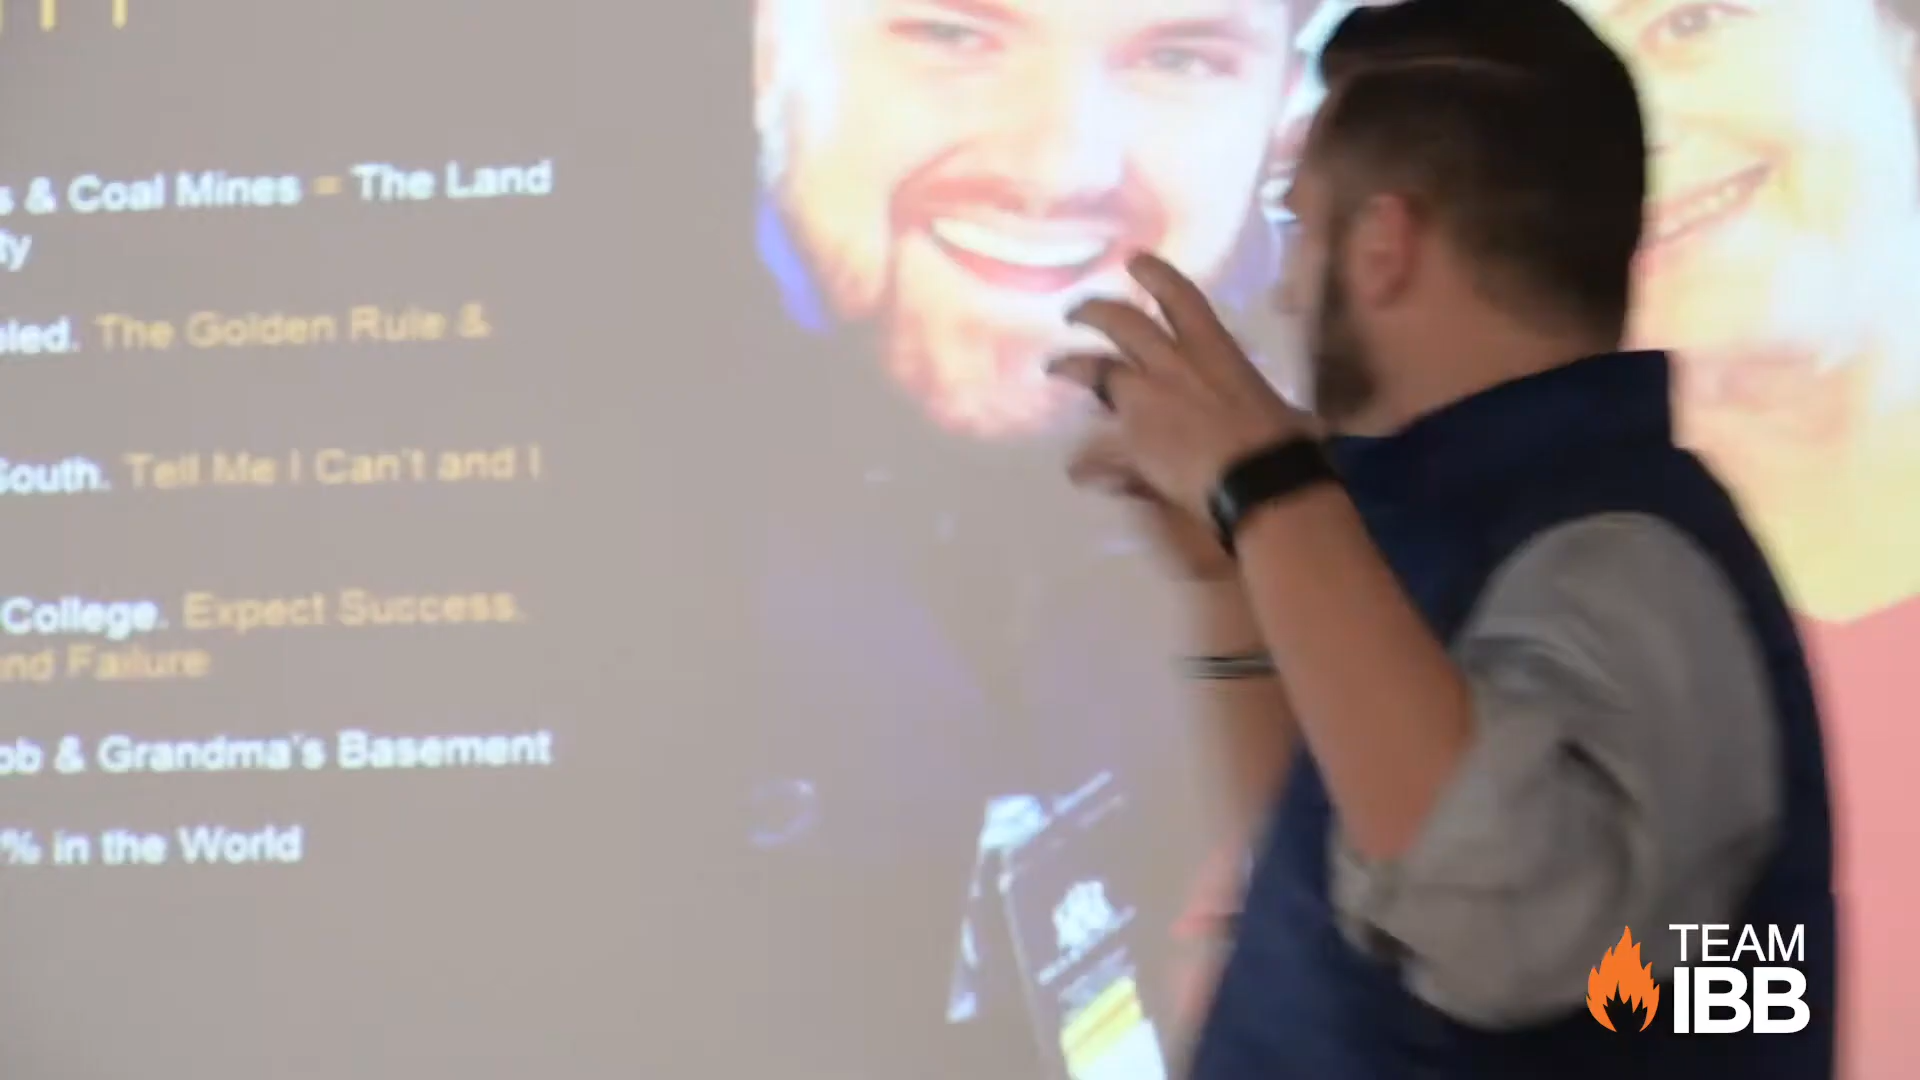 s & Coal Mines – The Land
ty
The Golden Rule &
South. Tell Me I Can't and I
College. Expect Success.
nd Failure
ob & Grandma's Basement
% in the World
TEAM
IBB